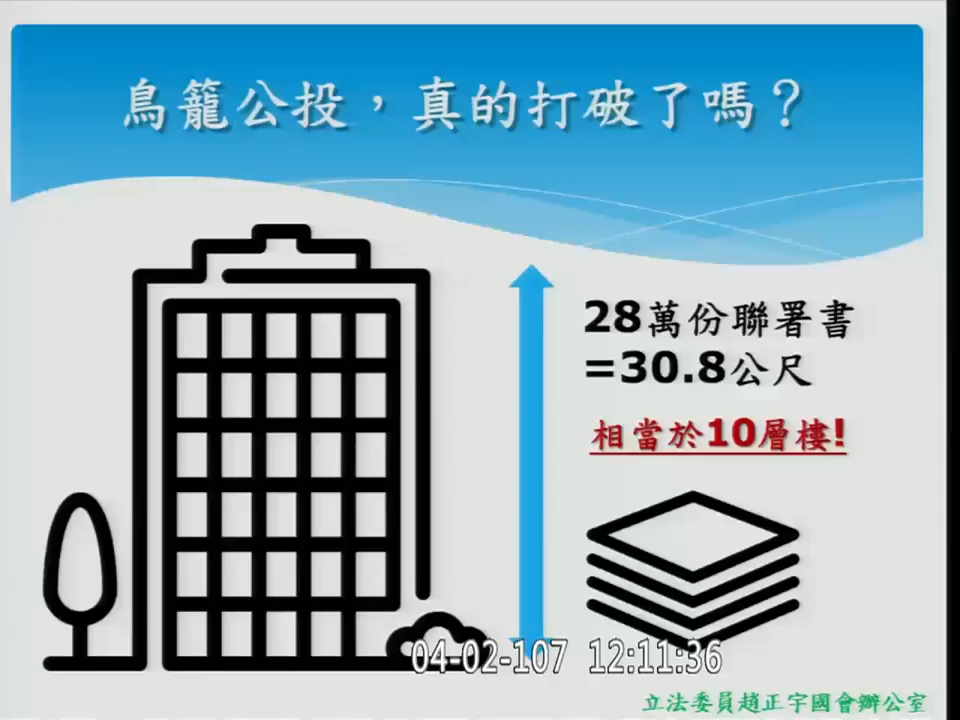 鳥籠公投，真的打破了嗎？
28萬份聯署書
=30.8公尺
相當於10層樓!
04-02-107 12:11:36
立法委員趙正宇國會辦公室